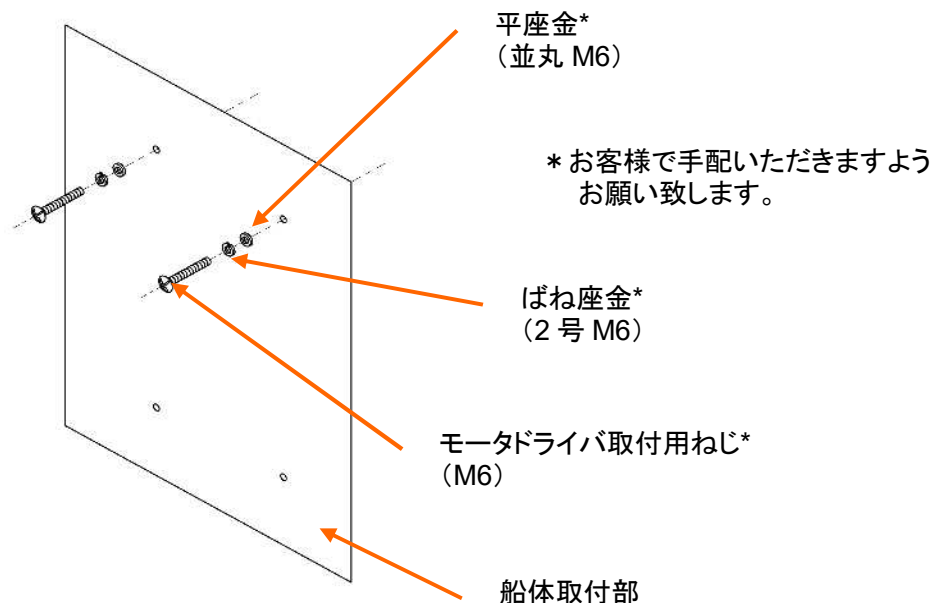 平座金*
（並丸 M6）
＊お客様で手配いただきますよう
お願い致します。
ばね座金*
（2 号 M6）
モータドライバ取付用ねじ*
（M6）
船体取付部